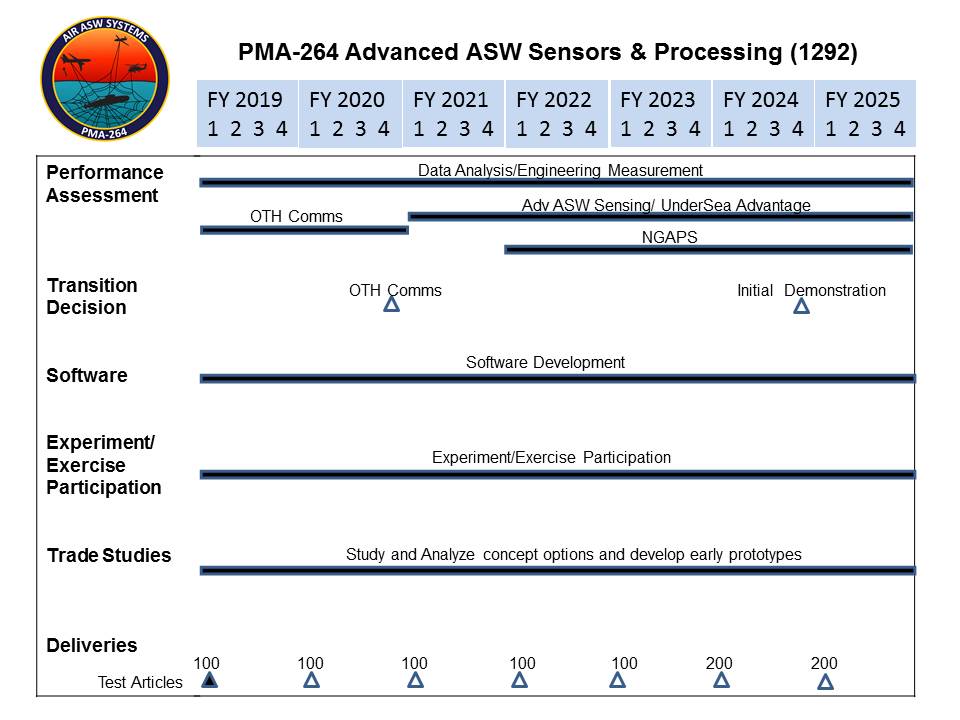 AIR ASW SYSTEMS
PMA-264
PMA-264 Advanced ASW Sensors & Processing (1292)
FY 2019 FY 2020 FY 2021 FY 2022 FY 2023 FY 2024 FY 2025
1 2 3 4 1 2 3 4 1 2 3 4 1 2 3 4 1 2 3 4 1 2 3 4 1 2 3 4
Performance
Assessment
Data Analysis/Engineering Measurement
Adv ASW Sensing/ UnderSea Advantage
OTH Comms
NGAPS
Transition
Decision
OTH Comms
Initial Demonstration
Software
Software Development
Experiment/
Exercise
Participation
Experiment/Exercise Participation
Trade Studies
Study and Analyze concept options and develop early prototypes
Deliveries
100 100 100 100 100 200 200
Test Articles